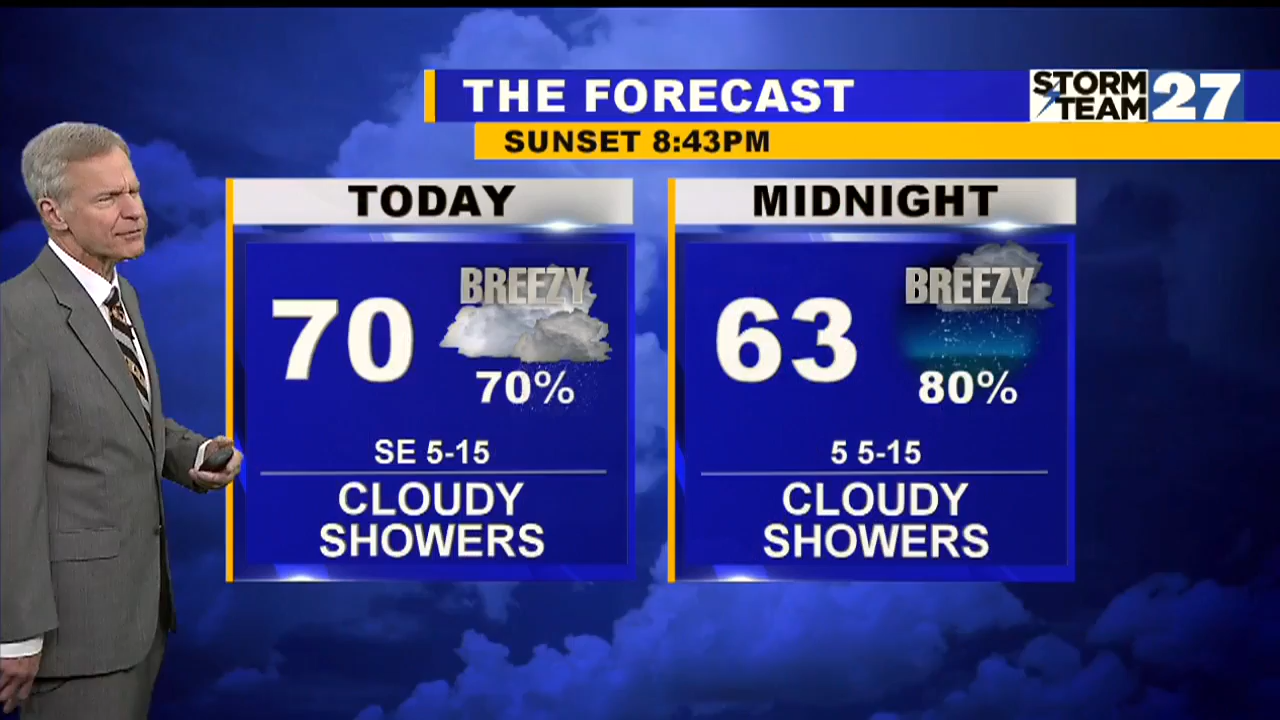 THE FORECAST
STORM
TEAM
27
SUNSET 8:43PM
TODAY
BREEZY
70
70%
SE 5-15
CLOUDY
SHOWERS
MIDNIGHT
BREEZY
63
80%
5 5-15
CLOUDY
SHOWERS